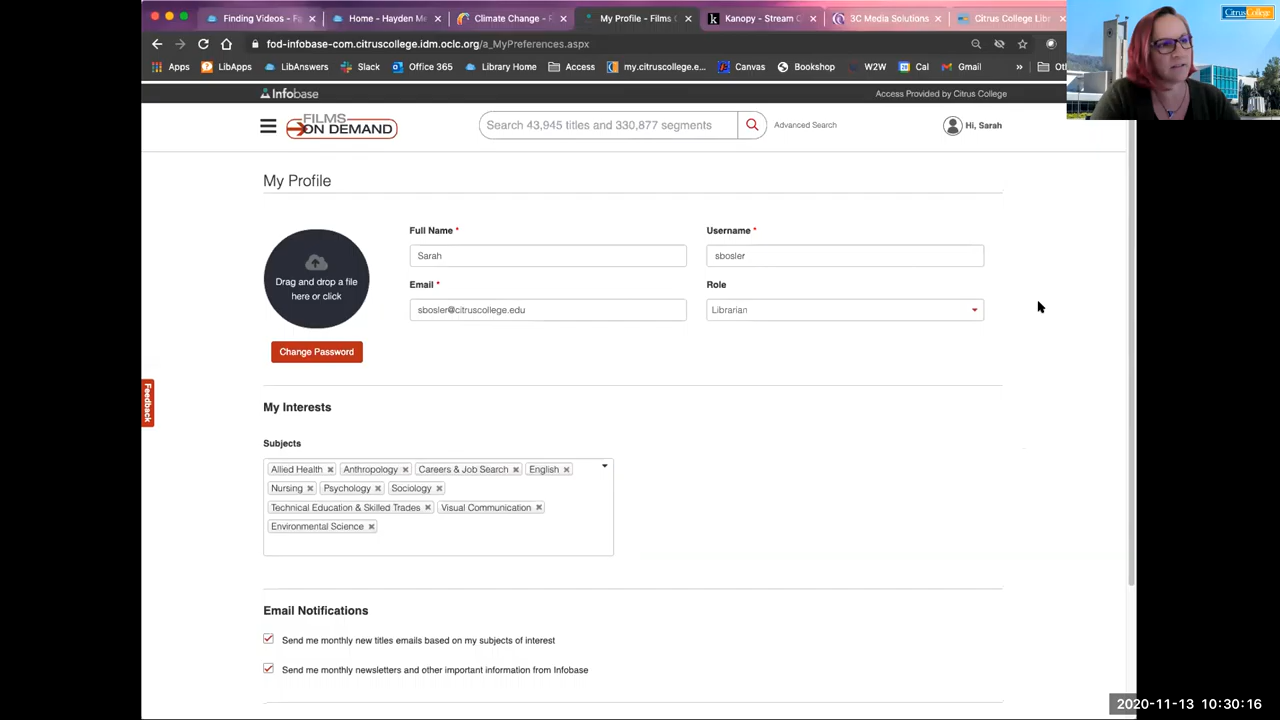 Finding Videos - Fa
Home - Hayden Me
Climate Change -
My Profile - Films O
Kanopy - Stream C
3C Media Solutions
Citrus College Libr
CitrusCollege
fod-infobase-com.citruscollege.idm.oclc.org/a_MyPreferences.aspx
Apps
LibApps
LibAnswers
Slack
Office 365
Library Home
Access
my.citruscollege.e...
Canvas
Bookshop
W2W
Cal
Gmail
»
Infobase
Access Provided by Citrus College
FILMS
ON DEMAND
Search 43,945 titles and 330,877 segments
Advanced Search
Hi, Sarah
My Profile
Full Name *
Username *
Sarah
sbosler
Drag and drop a file
here or click
Email *
Role
sbosler@citruscollege.edu
Librarian
Change Password
Feedback
My Interests
Subjects
Allied Health × Anthropology × Careers & Job Search × English ×
Nursing × Psychology × Sociology ×
Technical Education & Skilled Trades × Visual Communication ×
Environmental Science ×
Email Notifications
Send me monthly new titles emails based on my subjects of interest
Send me monthly newsletters and other important information from Infobase
2020-11-13 10:30:16